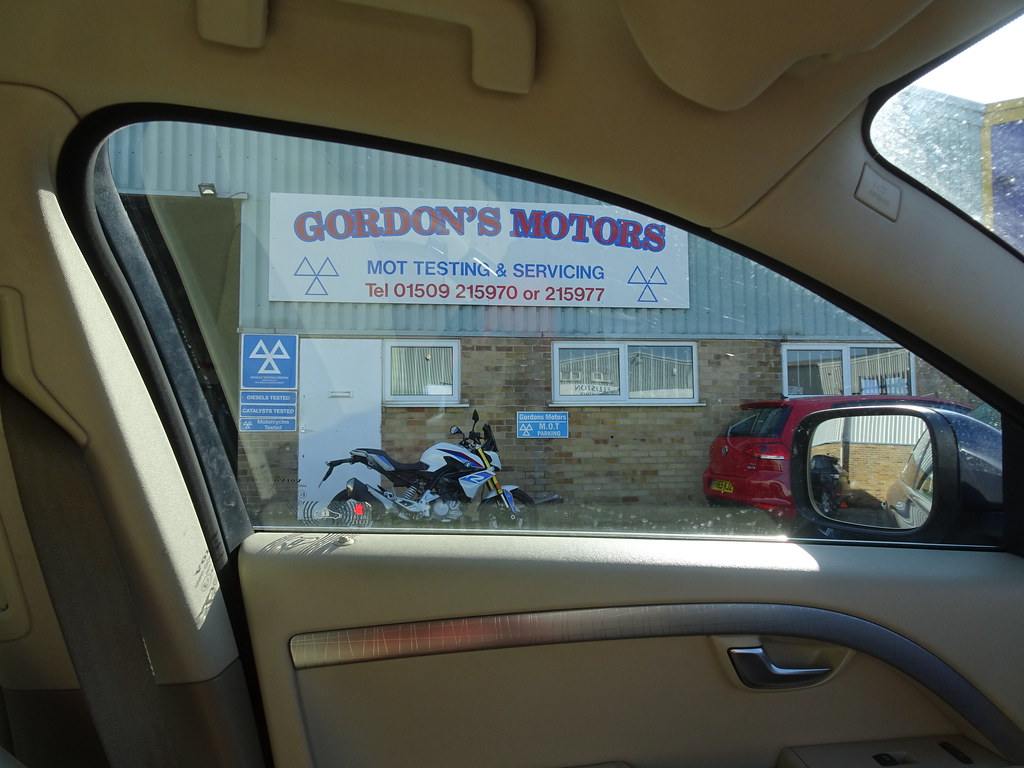 GORDON'S MOTORS
MOT TESTING & SERVICING
Tel 01509 215970 or 215977
DIESELS TESTED
CATALYSTS TESTED
Motorcycles
Tested
Gordons Motors
M.O.T
PARKING